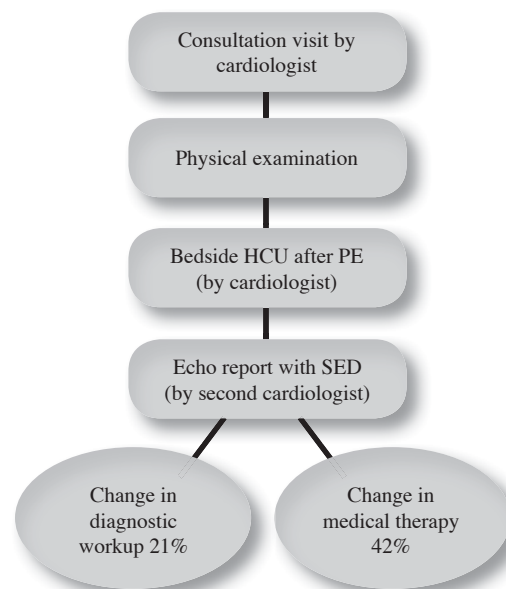 Consultation visit by
cardiologist
Physical examination
Bedside HCU after PE
(by cardiologist)
Echo report with SED
(by second cardiologist)
Change in
diagnostic
workup 21%
Change in
medical therapy
42%